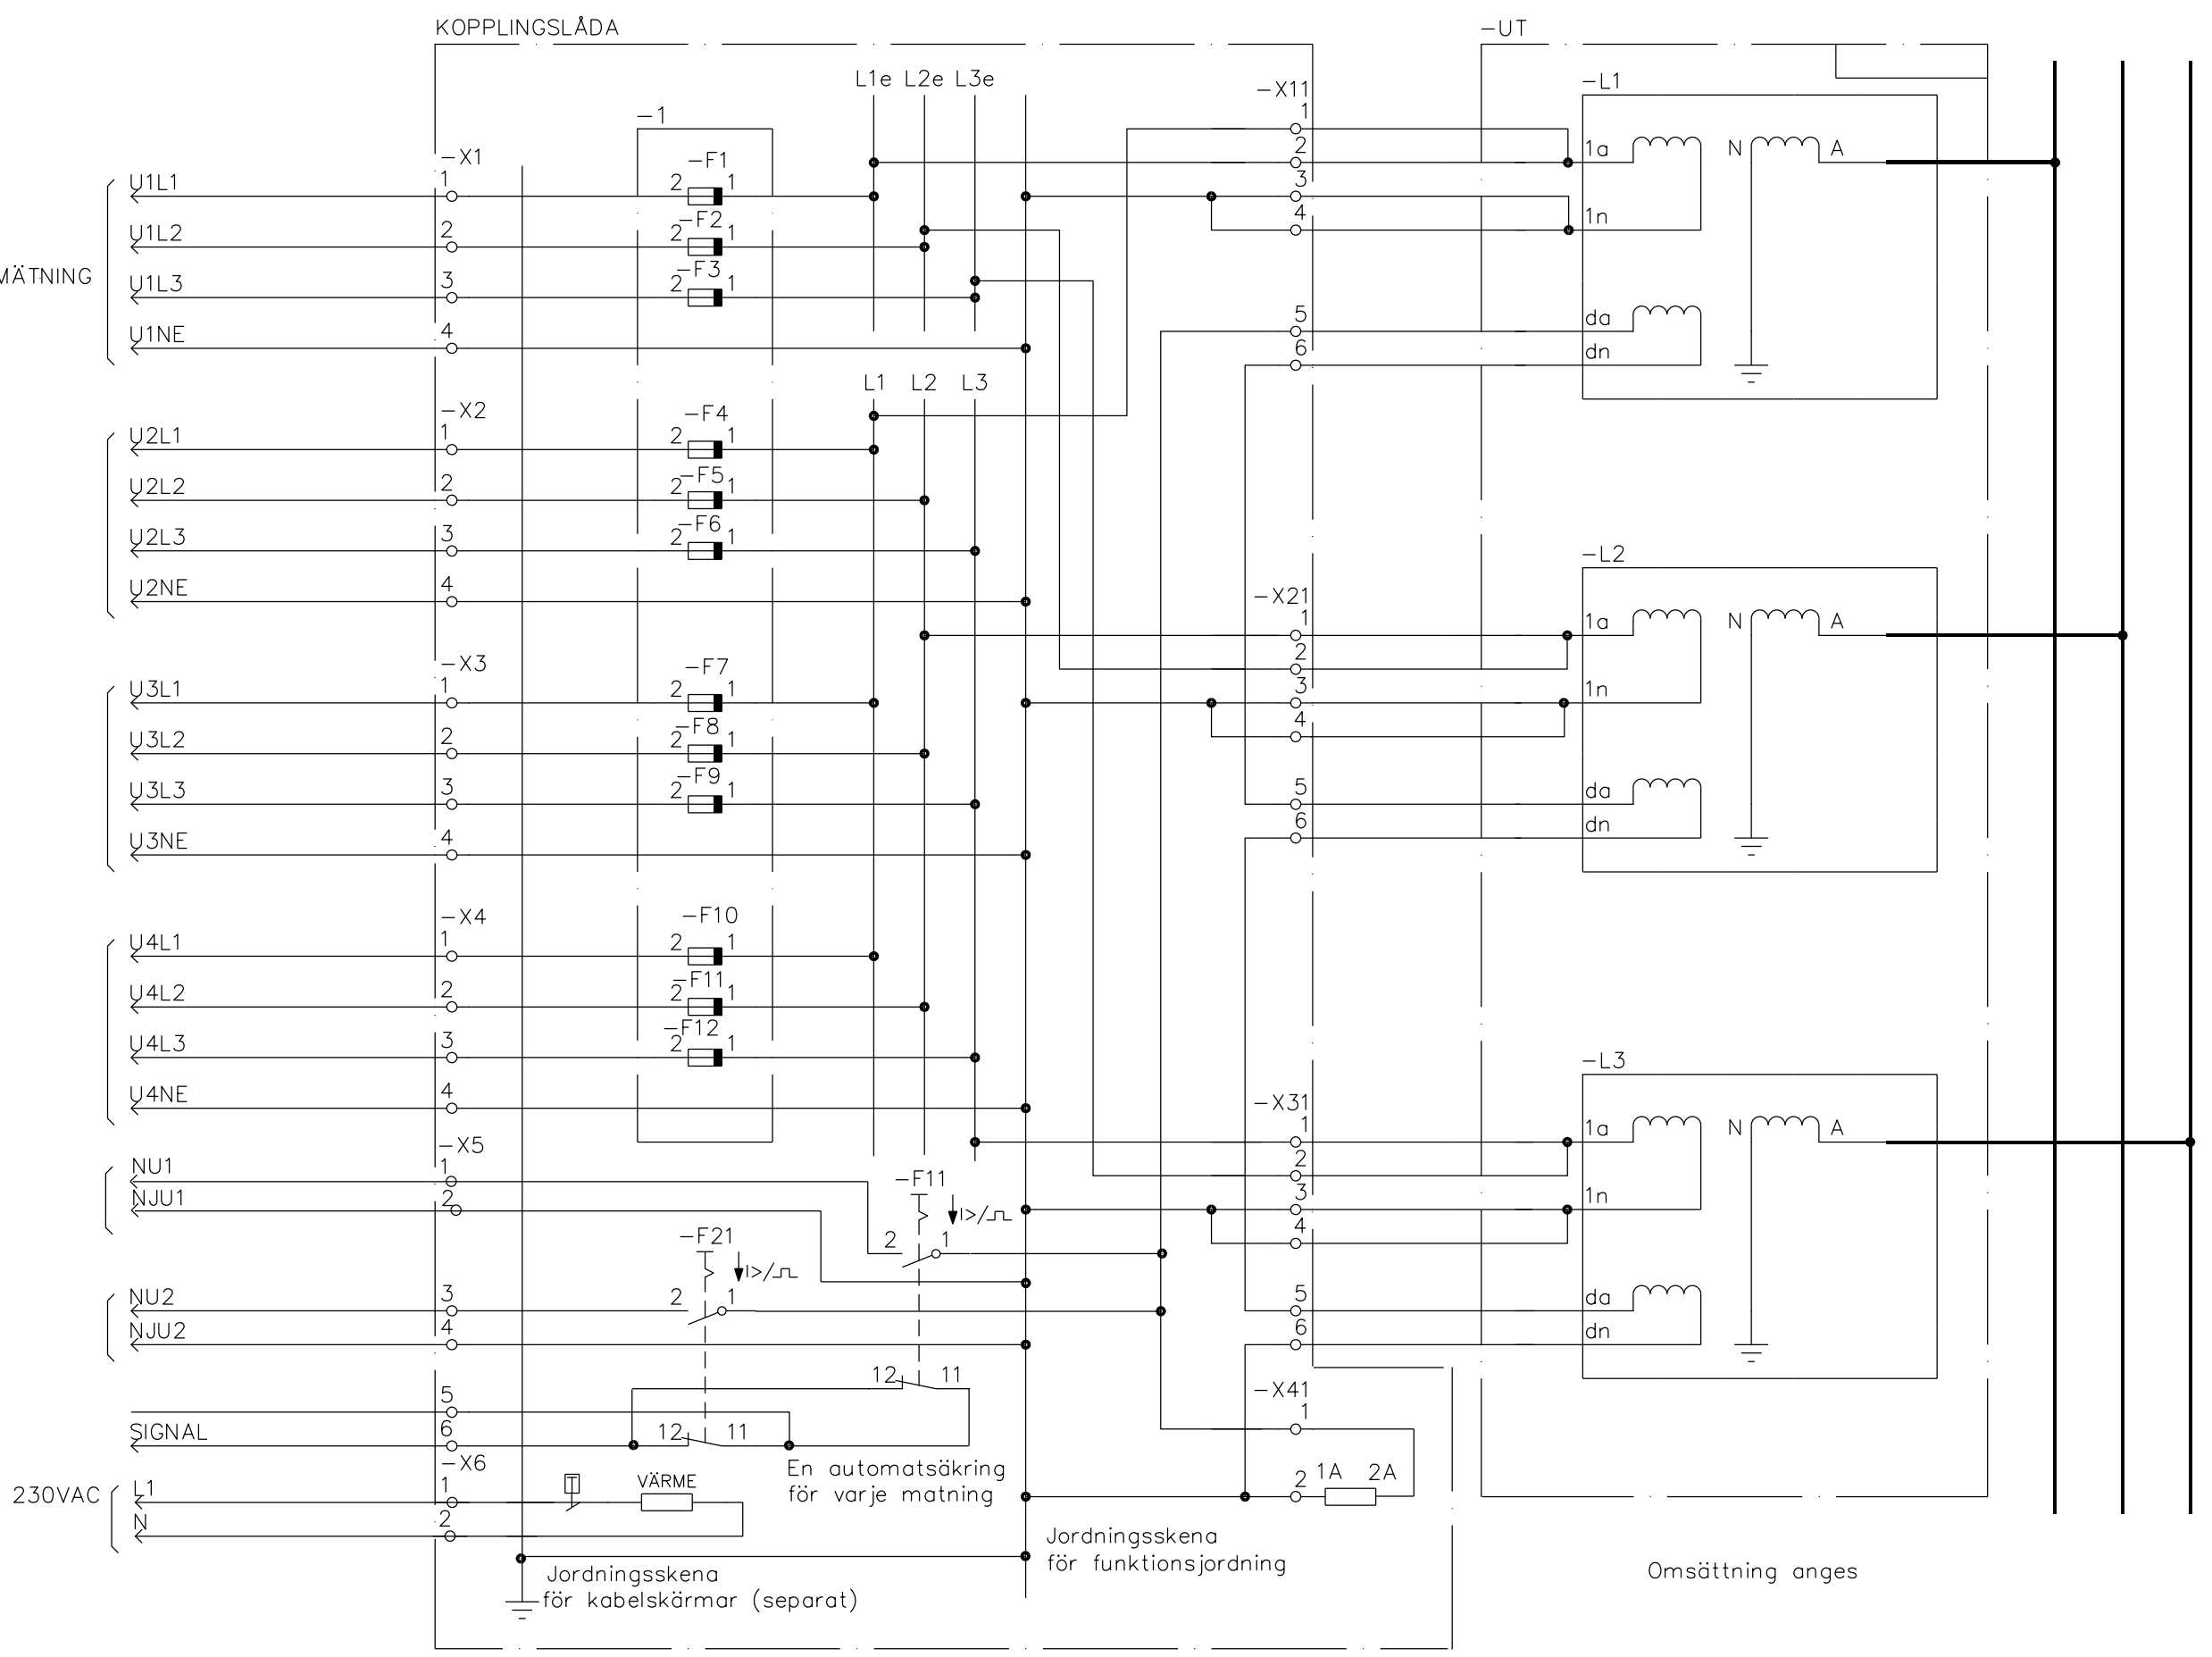 KOPPLINGSLÅDA
-UT
L1e L2e L3e
-X11
-L1
-1
1
-X1
-F1
2
1a
N
A
U1L1
1
2
1
3
-F2
4
1n
U1L2
2
2
1
-F3
U1L3
3
2
1
MÄTNING
5
da
U1NE
4
6
dn
L1 L2 L3
-X2
-F4
U2L1
1
2
1
-F5
U2L2
2
2
1
-F6
U2L3
3
2
1
-L2
U2NE
4
-X21
1
1a
N
A
-X3
-F7
2
U3L1
1
2
1
3
1n
-F8
4
U3L2
2
2
1
-F9
U3L3
3
2
1
5
da
6
dn
U3NE
4
-X4
-F10
U4L1
1
2
1
-F11
U4L2
2
2
1
-F12
U4L3
3
2
1
-L3
U4NE
4
-X31
1
1a
N
A
-X5
NU1
1
2
-F11
NJU1
2
3
1n
I>/
4
-F21
2
1
I>/
NU2
3
2
1
5
da
NJU2
4
6
dn
12
11
-X41
5
1
SIGNAL
6
12
11
-X6
En automatsäkring
för varje matning
230VAC
L1
1
VÄRME
2
1A
2A
N
2
Jordningsskena
för funktionsjordning
Jordningsskena
för kabelskärmar (separat)
Omsättning anges